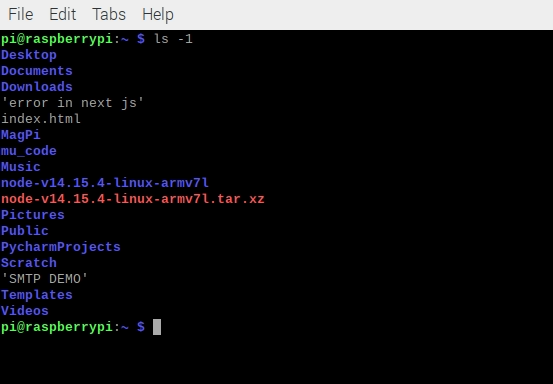 File Edit Tabs Help
pi@raspberrypi:~ $ ls -1
Desktop
Documents
Downloads
'error in next js'
index.html
MagPi
mu_code
Music
node-v14.15.4-linux-armv7l
node-v14.15.4-linux-armv7l.tar.xz
Pictures
Public
PycharmProjects
Scratch
'SMTP DEMO'
Templates
Videos
pi@raspberrypi:~ $